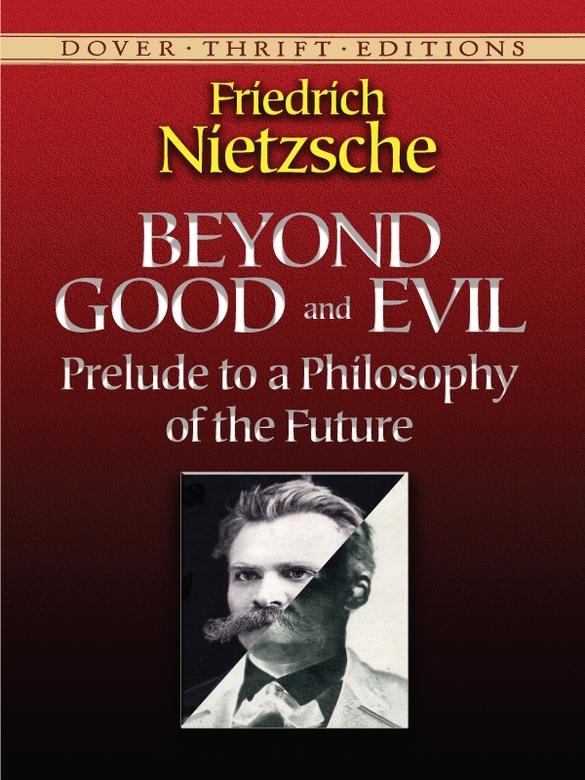 DOVER · THRIFT · EDITIONS
Friedrich
Nietzsche
BEYOND
GOOD and EVIL
Prelude to a Philosophy
of the Future